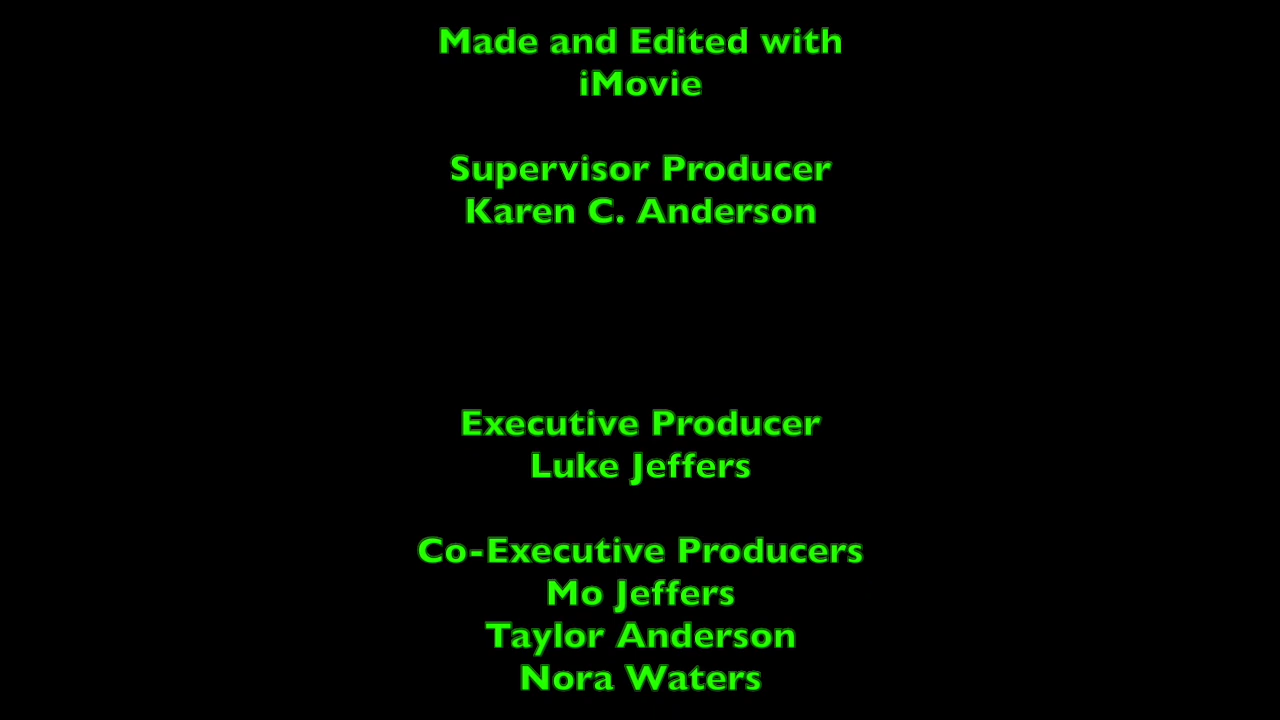 Made and Edited with
iMovie
Supervisor Producer
Karen C. Anderson
Executive Producer
Luke Jeffers
Co-Executive Producers
Mo Jeffers
Taylor Anderson
Nora Waters